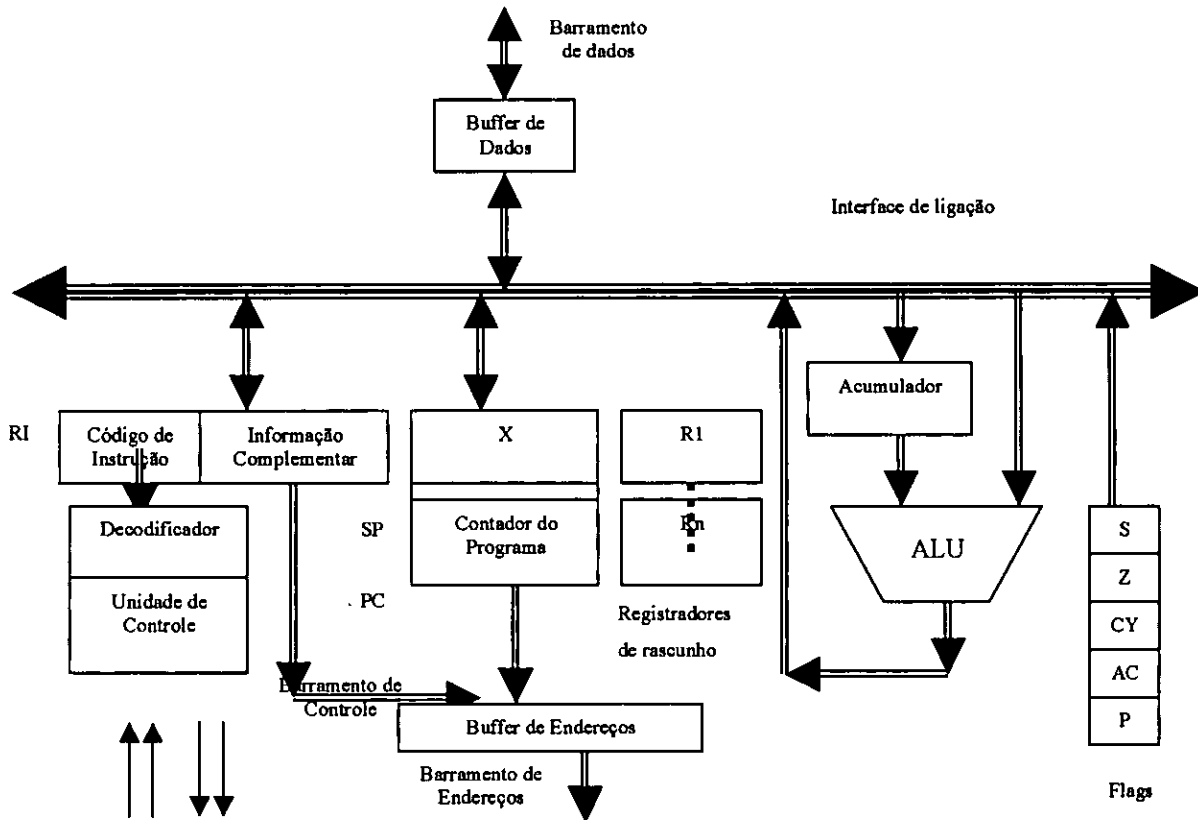 Barramento
de dados
Buffer de
Dados
Interface de ligação
Acumulador
RI
Código de
Instrução
Informação
Complementar
X
R1
Decodificador
SP
Contador do
Programa
Rn
ALU
S
Z
CY
AC
P
Unidade de
Controle
PC
Registradores
de rascunho
Barramento de
Controle
Buffer de Endereços
Barramento de
Endereços
Flags